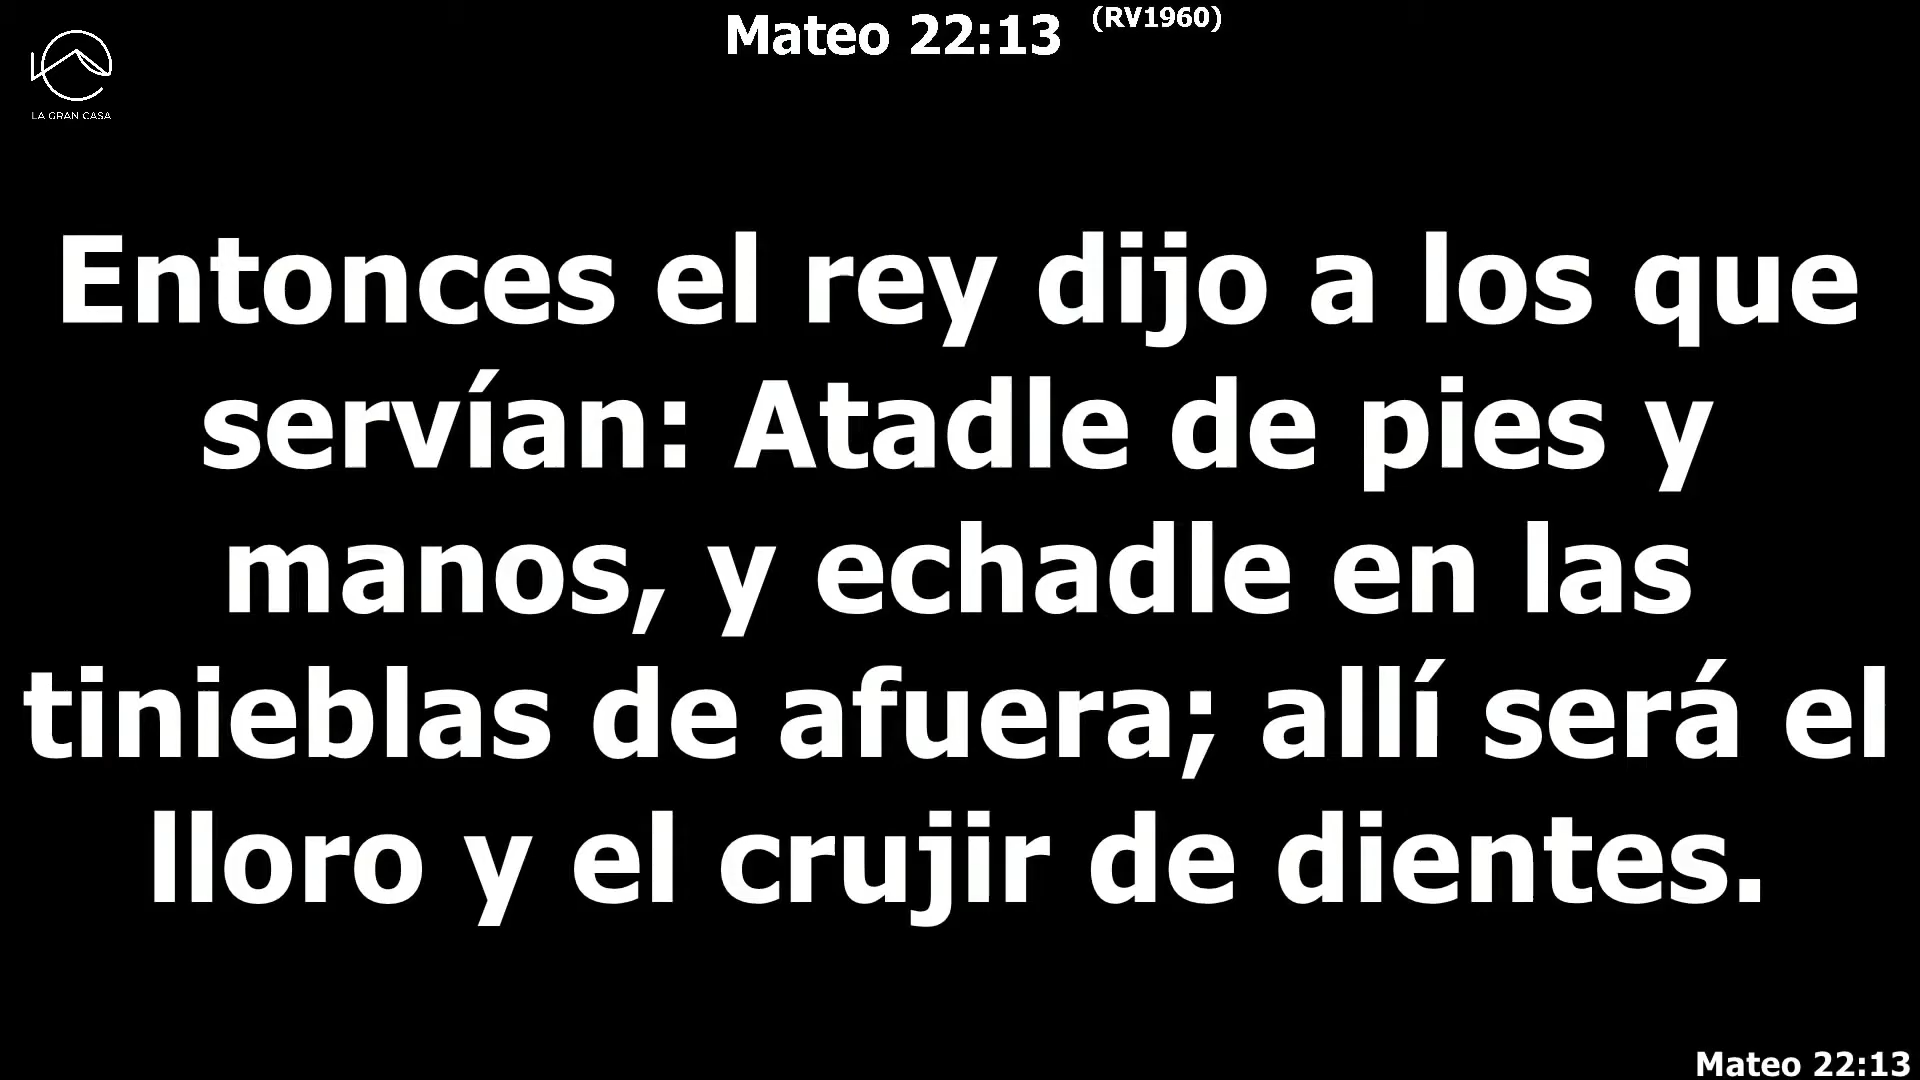 Mateo 22:13 (RV1960)
LA GRAN CASA
Entonces el rey dijo a los que
servían: Atadle de pies y
manos, y echadle en las
tinieblas de afuera; allí será el
lloro y el crujir de dientes.
Mateo 22:13